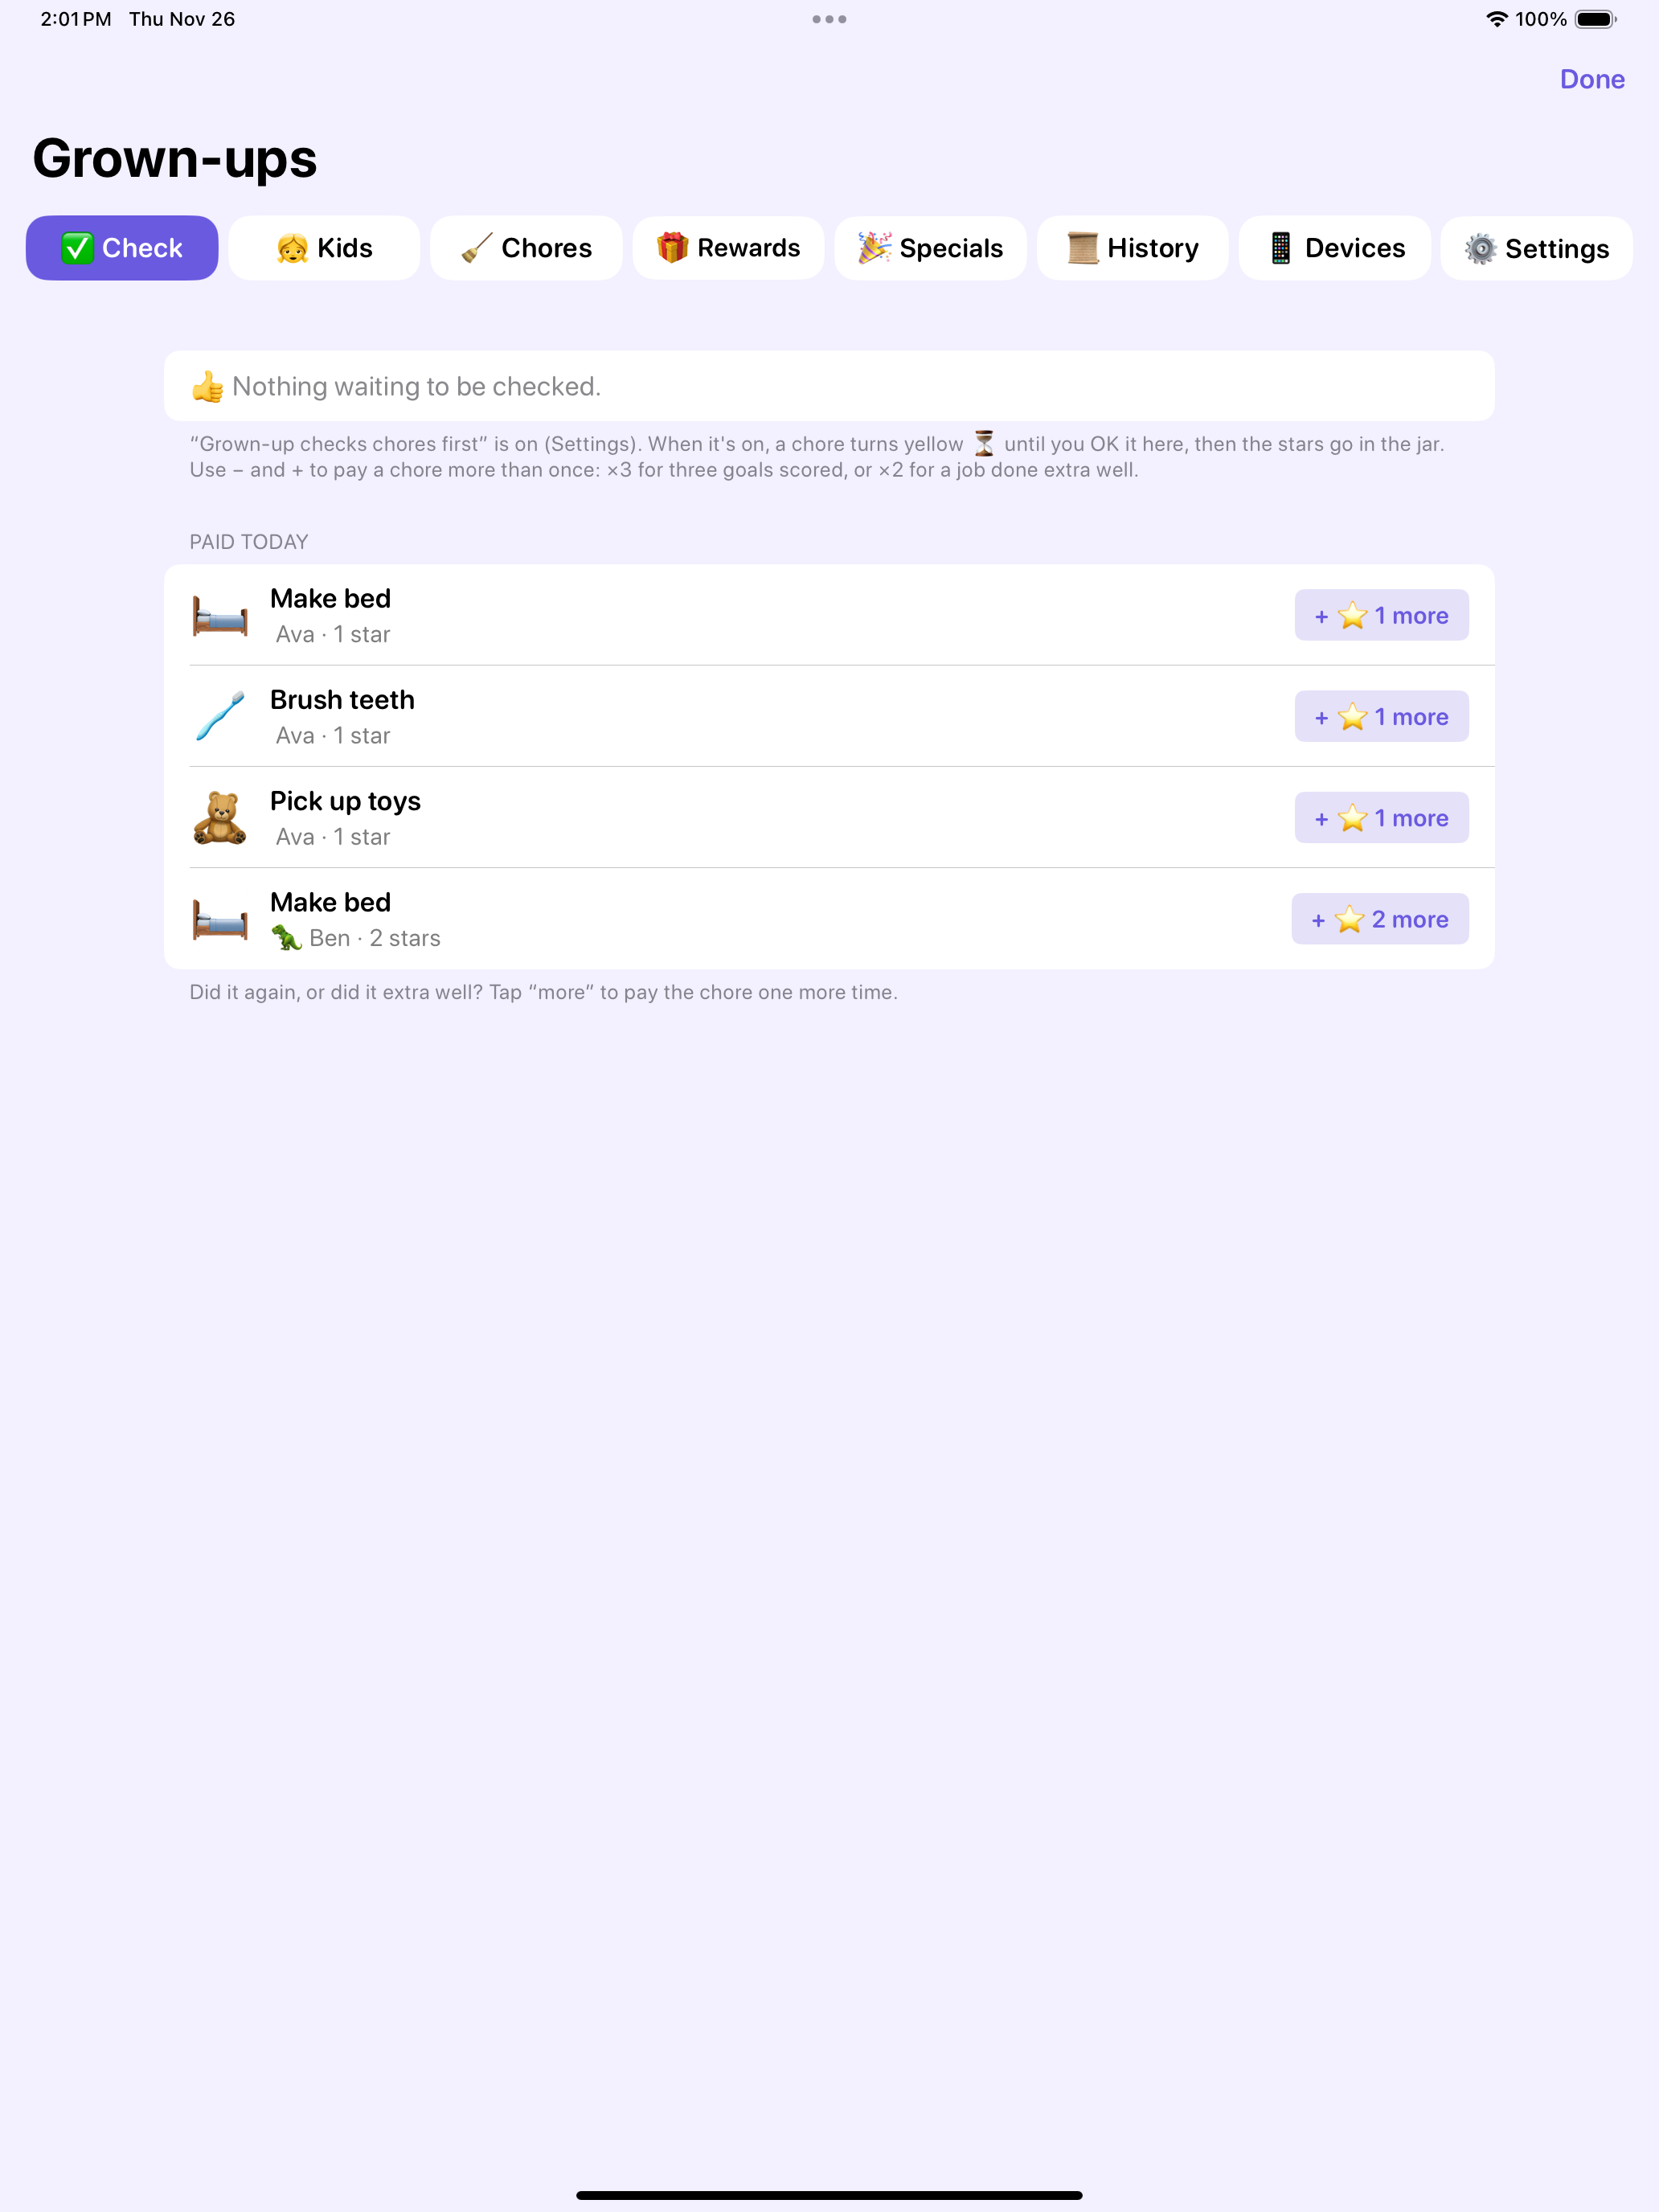 2:01 PM Thu Nov 26
100%
Done
Grown-ups
✅ Check
👧 Kids
🧹 Chores
🎁 Rewards
🎉 Specials
📜 History
📱 Devices
⚙️ Settings
👍 Nothing waiting to be checked.
“Grown-up checks chores first” is on (Settings). When it's on, a chore turns yellow ⏳ until you OK it here, then the stars go in the jar.
Use − and + to pay a chore more than once: ×3 for three goals scored, or ×2 for a job done extra well.
PAID TODAY
Make bed
Ava · 1 star
+ ⭐ 1 more
Brush teeth
Ava · 1 star
+ ⭐ 1 more
Pick up toys
Ava · 1 star
+ ⭐ 1 more
Make bed
🦖 Ben · 2 stars
+ ⭐ 2 more
Did it again, or did it extra well? Tap “more” to pay the chore one more time.